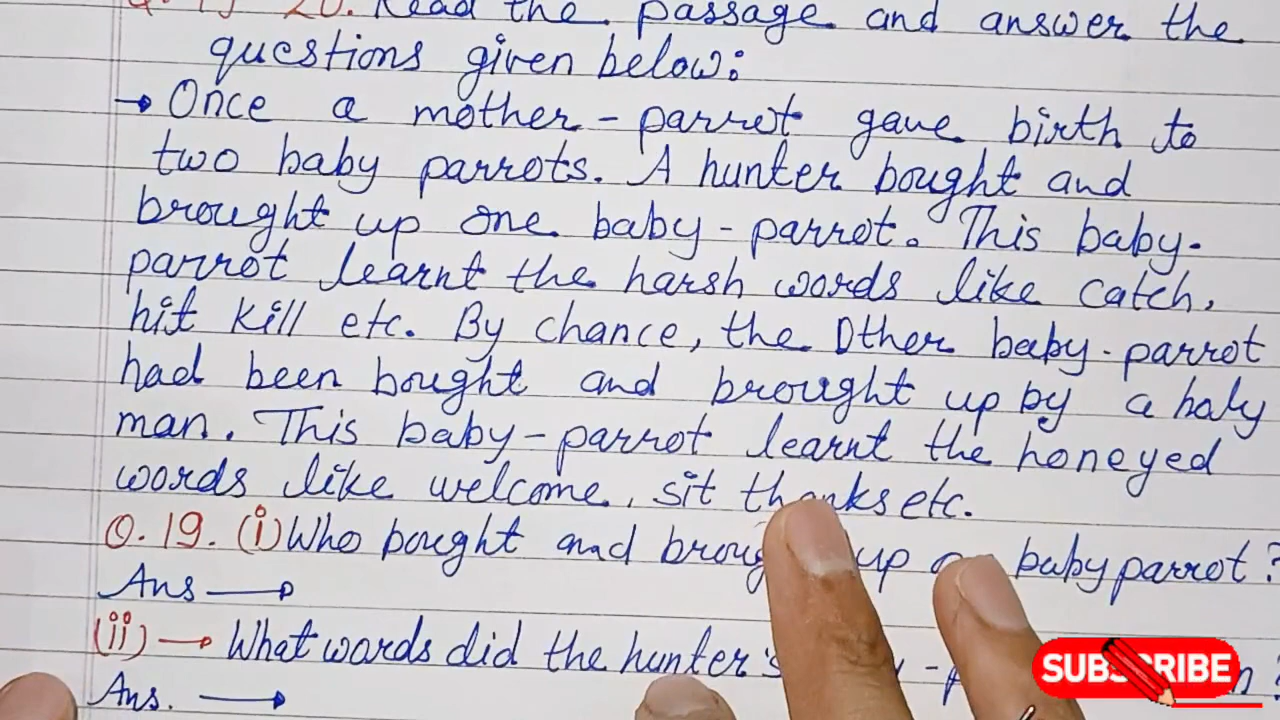 20. Read the passage and answer the
questions given below:
→ Once a mother-parrot gave birth to
two baby parrots. A hunter bought and
brought up one baby-parrot. This baby-
parrot learnt the harsh words like catch,
hit kill etc. By chance, the Other baby-parrot
had been bought and brought up by a holy
man. This baby-parrot learnt the honeyed
words like welcome, sit thanks etc.
Q.19. (i) Who bought and up baby parrot?
Ans →
(ii) → What words did the hunter's
Ans. →
SUBSCRIBE